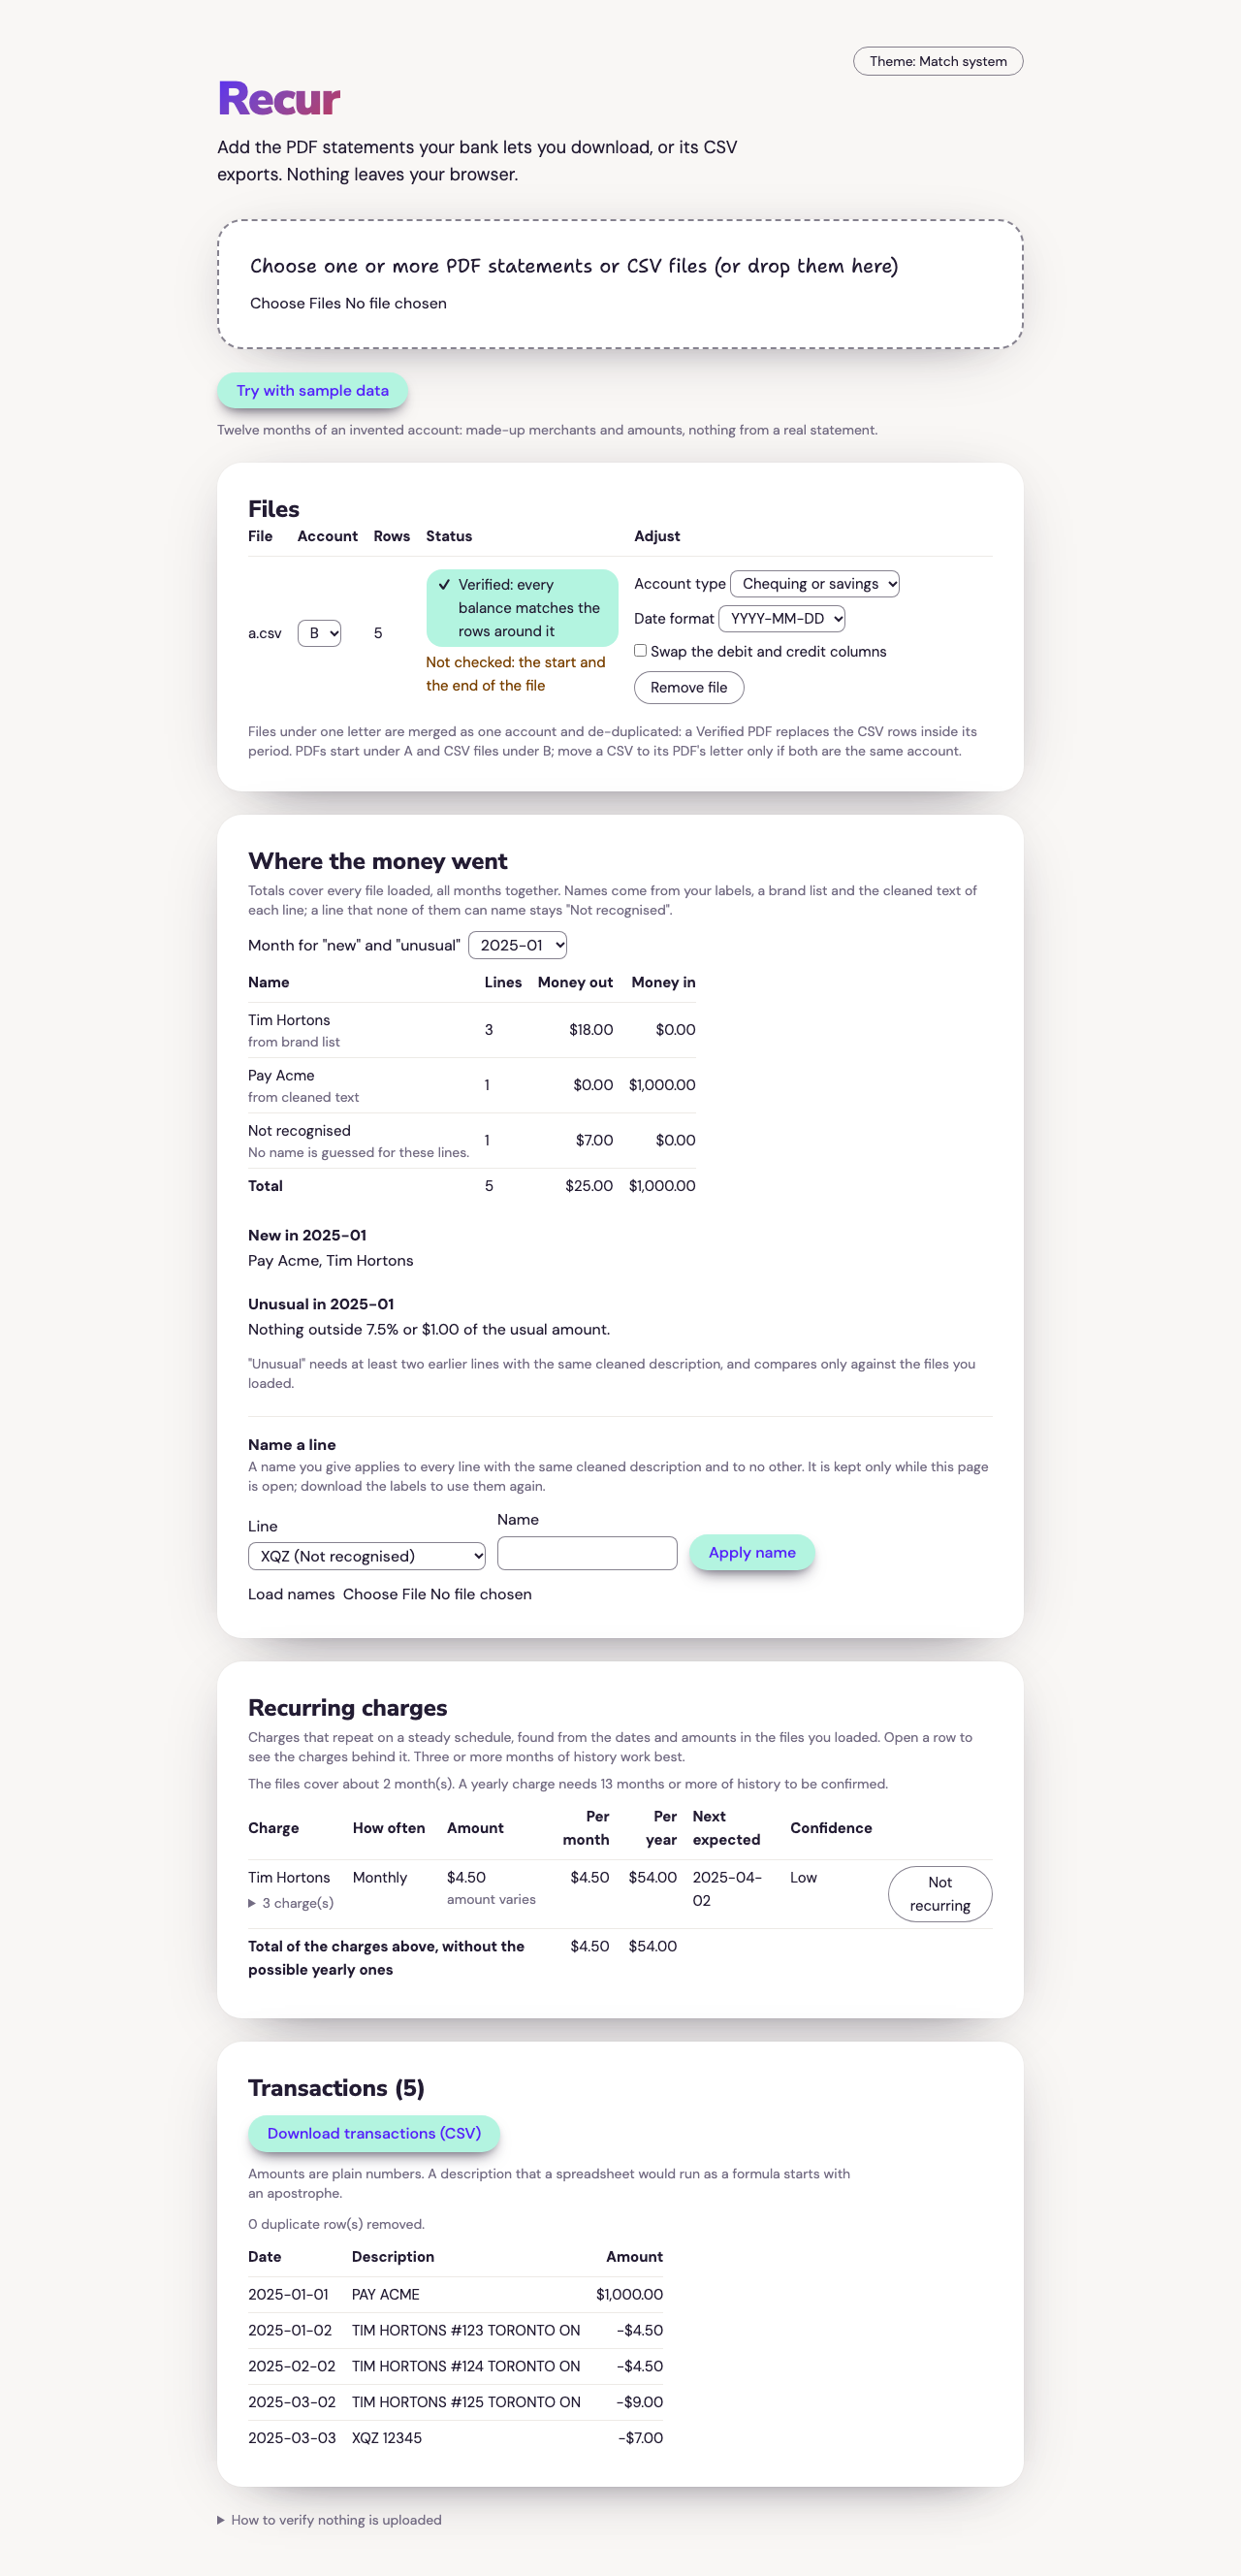 Theme: Match system
Recur
Add the PDF statements your bank lets you download, or its CSV
exports. Nothing leaves your browser.
Choose one or more PDF statements or CSV files (or drop them here)
Choose Files No file chosen
Try with sample data
Twelve months of an invented account: made-up merchants and amounts, nothing from a real statement.
Files
File Account Rows Status Adjust
a.csv B 5
✔ Verified: every
balance matches the
rows around it
Not checked: the start and
the end of the file
Account type Chequing or savings
Date format YYYY-MM-DD
Swap the debit and credit columns
Remove file
Files under one letter are merged as one account and de-duplicated: a Verified PDF replaces the CSV rows inside its
period. PDFs start under A and CSV files under B; move a CSV to its PDF's letter only if both are the same account.
Where the money went
Totals cover every file loaded, all months together. Names come from your labels, a brand list and the cleaned text of
each line; a line that none of them can name stays "Not recognised".
Month for "new" and "unusual" 2025-01
Name Lines Money out Money in
Tim Hortons 3 $18.00 $0.00
from brand list
Pay Acme 1 $0.00 $1,000.00
from cleaned text
Not recognised 1 $7.00 $0.00
No name is guessed for these lines.
Total 5 $25.00 $1,000.00
New in 2025-01
Pay Acme, Tim Hortons
Unusual in 2025-01
Nothing outside 7.5% or $1.00 of the usual amount.
"Unusual" needs at least two earlier lines with the same cleaned description, and compares only against the files you
loaded.
Name a line
A name you give applies to every line with the same cleaned description and to no other. It is kept only while this page
is open; download the labels to use them again.
Line
XQZ (Not recognised)
Name
Apply name
Load names Choose File No file chosen
Recurring charges
Charges that repeat on a steady schedule, found from the dates and amounts in the files you loaded. Open a row to
see the charges behind it. Three or more months of history work best.
The files cover about 2 month(s). A yearly charge needs 13 months or more of history to be confirmed.
Charge How often Amount Per month Per year Next expected Confidence
Tim Hortons Monthly $4.50 $4.50 $54.00 2025-04-02 Low Not recurring
▶ 3 charge(s) amount varies
Total of the charges above, without the $4.50 $54.00
possible yearly ones
Transactions (5)
Download transactions (CSV)
Amounts are plain numbers. A description that a spreadsheet would run as a formula starts with
an apostrophe.
0 duplicate row(s) removed.
Date Description Amount
2025-01-01 PAY ACME $1,000.00
2025-01-02 TIM HORTONS #123 TORONTO ON -$4.50
2025-02-02 TIM HORTONS #124 TORONTO ON -$4.50
2025-03-02 TIM HORTONS #125 TORONTO ON -$9.00
2025-03-03 XQZ 12345 -$7.00
▶ How to verify nothing is uploaded